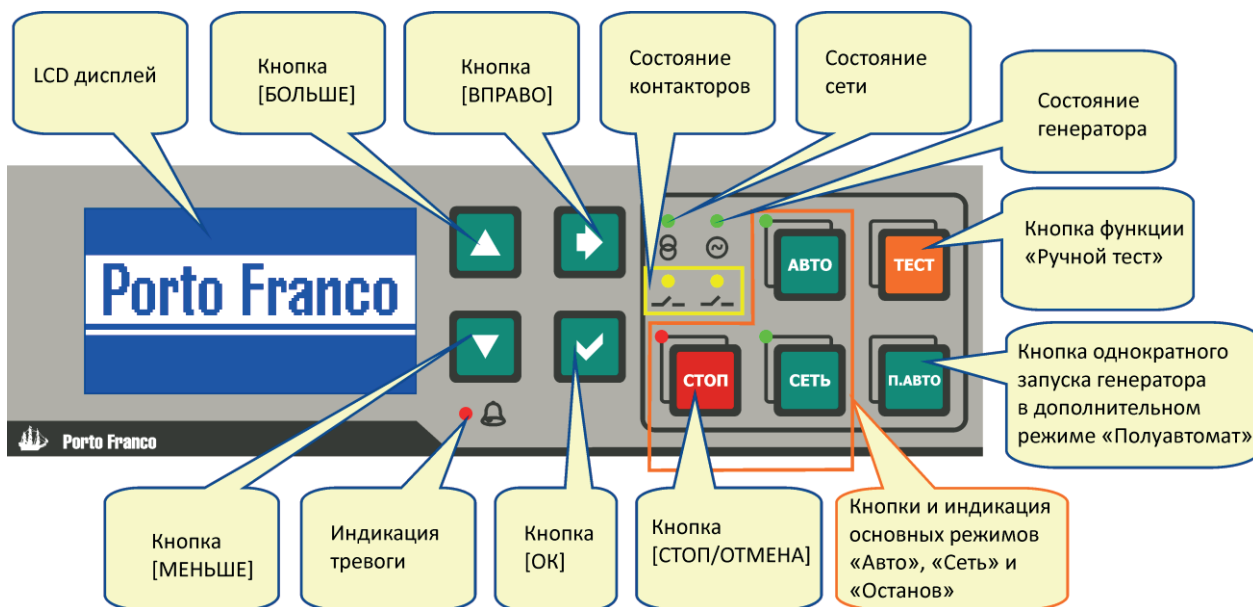 LCD дисплей
Кнопка
[БОЛЬШЕ]
Кнопка
[ВПРАВО]
Состояние
контакторов
Состояние
сети
Состояние
генератора
Porto Franco
АВТО
ТЕСТ
Кнопка функции
«Ручной тест»
СТОП
СЕТЬ
П.АВТО
Кнопка однократного
запуска генератора
в дополнительном
режиме «Полуавтомат»
Porto Franco
Кнопка
[МЕНЬШЕ]
Индикация
тревоги
Кнопка
[ОК]
Кнопка
[СТОП/ОТМЕНА]
Кнопки и индикация
основных режимов
«Авто», «Сеть» и
«Останов»